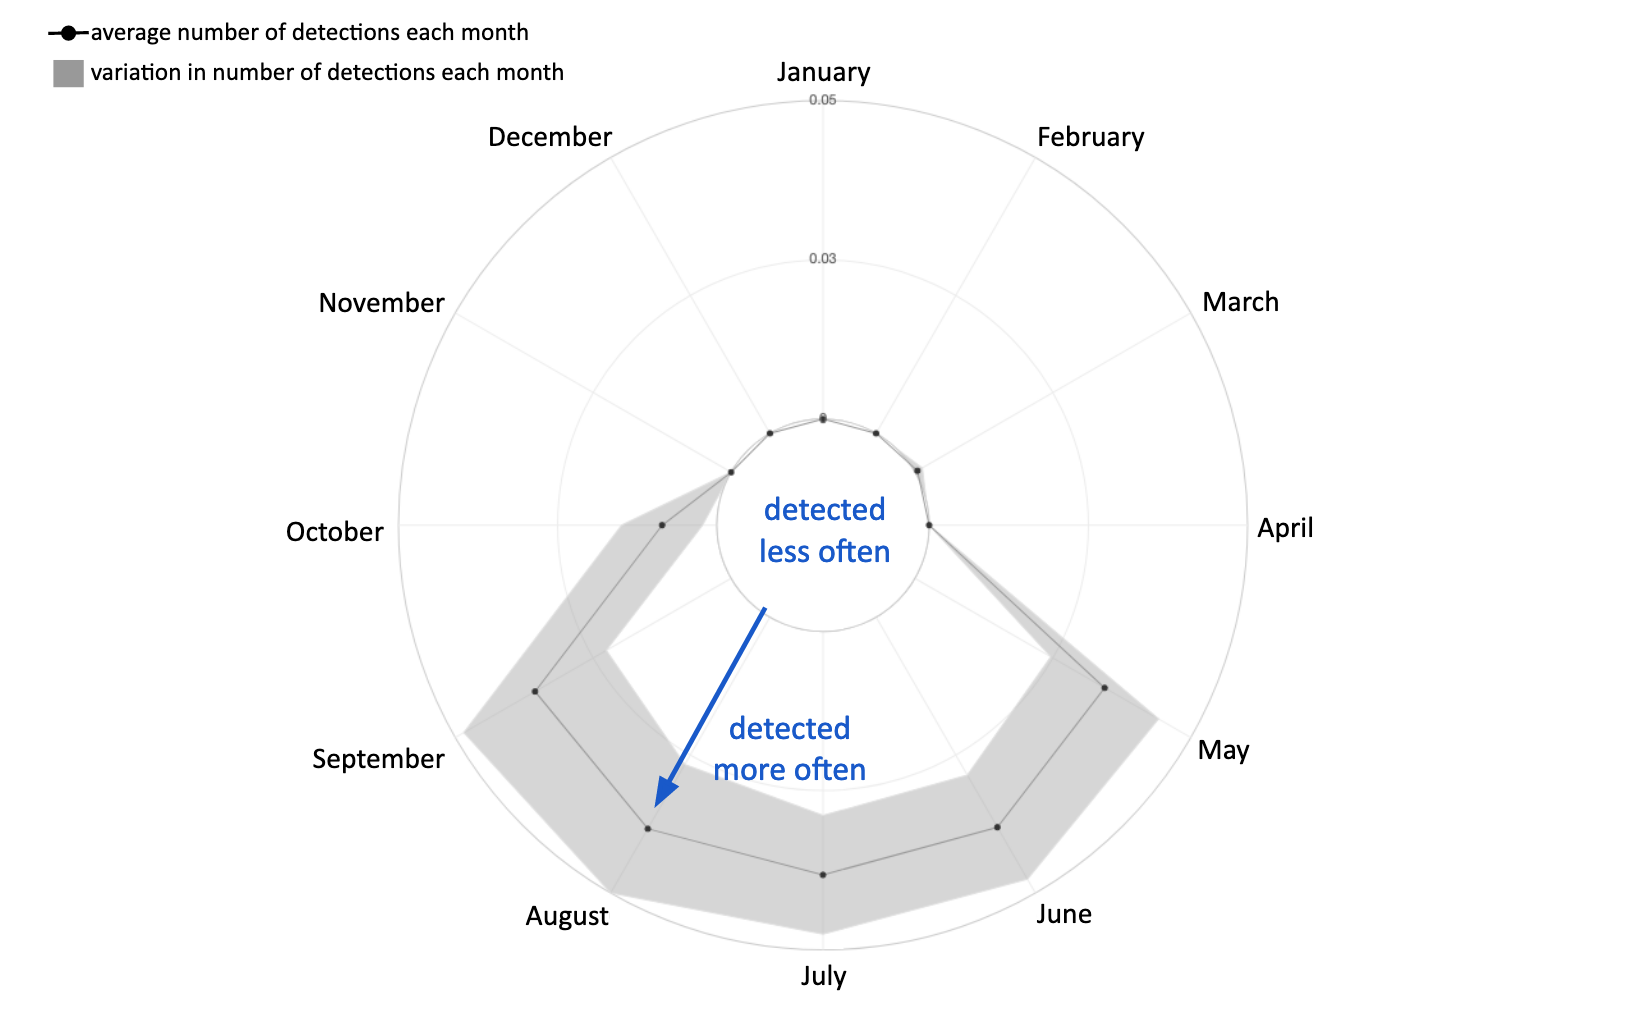 average number of detections each month
variation in number of detections each month
January
0.05
December
February
0.03
November
March
0
detected
less often
October
April
detected
more often
September
May
August
June
July